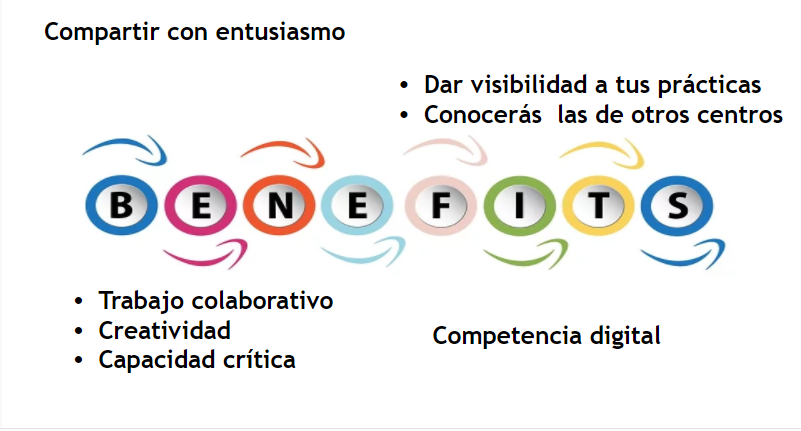 Compartir con entusiasmo
• Dar visibilidad a tus prácticas
• Conocerás las de otros centros
BENEFITS
• Trabajo colaborativo
• Creatividad
• Capacidad crítica
Competencia digital